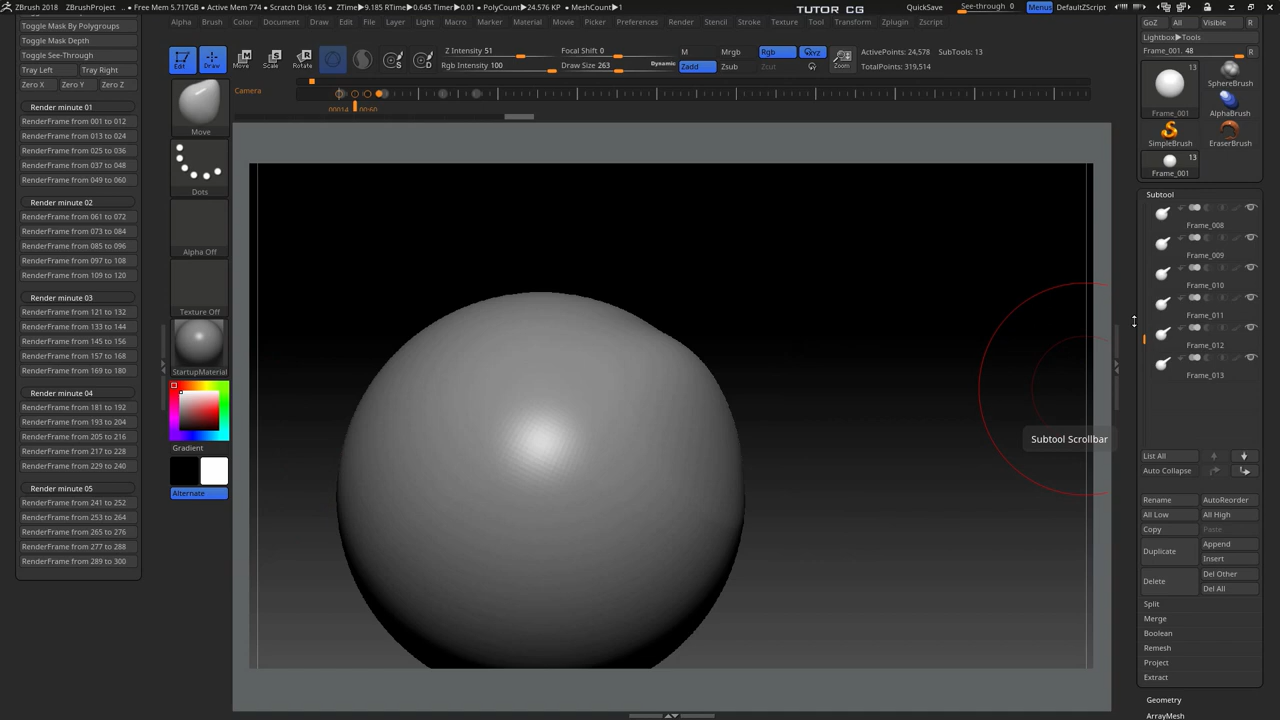 ZBrush 2018 ZBrushProject .. • Free Mem 5.717GB • Active Mem 774 • Scratch Disk 165 • ZTime▶9.185 RTime▶0.645 Timer▶0.01 • PolyCount▶24.576 KP • MeshCount▶1
TUTOR CG
QuickSave See-through 0 Menus DefaultZScript
Alpha Brush Color Document Draw Edit File Layer Light Macro Marker Material Movie Picker Preferences Render Stencil Stroke Texture Tool Transform Zplugin Zscript
Toggle Mask By Polygroups
Toggle Mask Depth
Toggle See-Through
Tray Left Tray Right
Zero X Zero Y Zero Z
Render minute 01
RenderFrame from 001 to 012
RenderFrame from 013 to 024
RenderFrame from 025 to 036
RenderFrame from 037 to 048
RenderFrame from 049 to 060
Render minute 02
RenderFrame from 061 to 072
RenderFrame from 073 to 084
RenderFrame from 085 to 096
RenderFrame from 097 to 108
RenderFrame from 109 to 120
Render minute 03
RenderFrame from 121 to 132
RenderFrame from 133 to 144
RenderFrame from 145 to 156
RenderFrame from 157 to 168
RenderFrame from 169 to 180
Render minute 04
RenderFrame from 181 to 192
RenderFrame from 193 to 204
RenderFrame from 205 to 216
RenderFrame from 217 to 228
RenderFrame from 229 to 240
Render minute 05
RenderFrame from 241 to 252
RenderFrame from 253 to 264
RenderFrame from 265 to 276
RenderFrame from 277 to 288
RenderFrame from 289 to 300
Edit Draw Move Scale Rotate
S
D
Z Intensity 51
Rgb Intensity 100
Focal Shift 0
Draw Size 263 Dynamic
M Mrgb Rgb
Zadd Zsub Zcut
Zoom
ActivePoints: 24,578 SubTools: 13
TotalPoints: 319,514
Camera
00014 00:60
Move
Dots
Alpha Off
Texture Off
StartupMaterial
Gradient
Alternate
Subtool Scrollbar
GoZ All Visible R
Lightbox▶Tools
Frame_001. 48 R
13
Frame_001
SphereBrush
AlphaBrush
SimpleBrush
EraserBrush
13
Frame_001
Subtool
Frame_008
Frame_009
Frame_010
Frame_011
Frame_012
Frame_013
List All
Auto Collapse
Rename AutoReorder
All Low All High
Copy Paste
Duplicate Append
Insert
Delete Del Other
Del All
Split
Merge
Boolean
Remesh
Project
Extract
Geometry
ArrayMesh